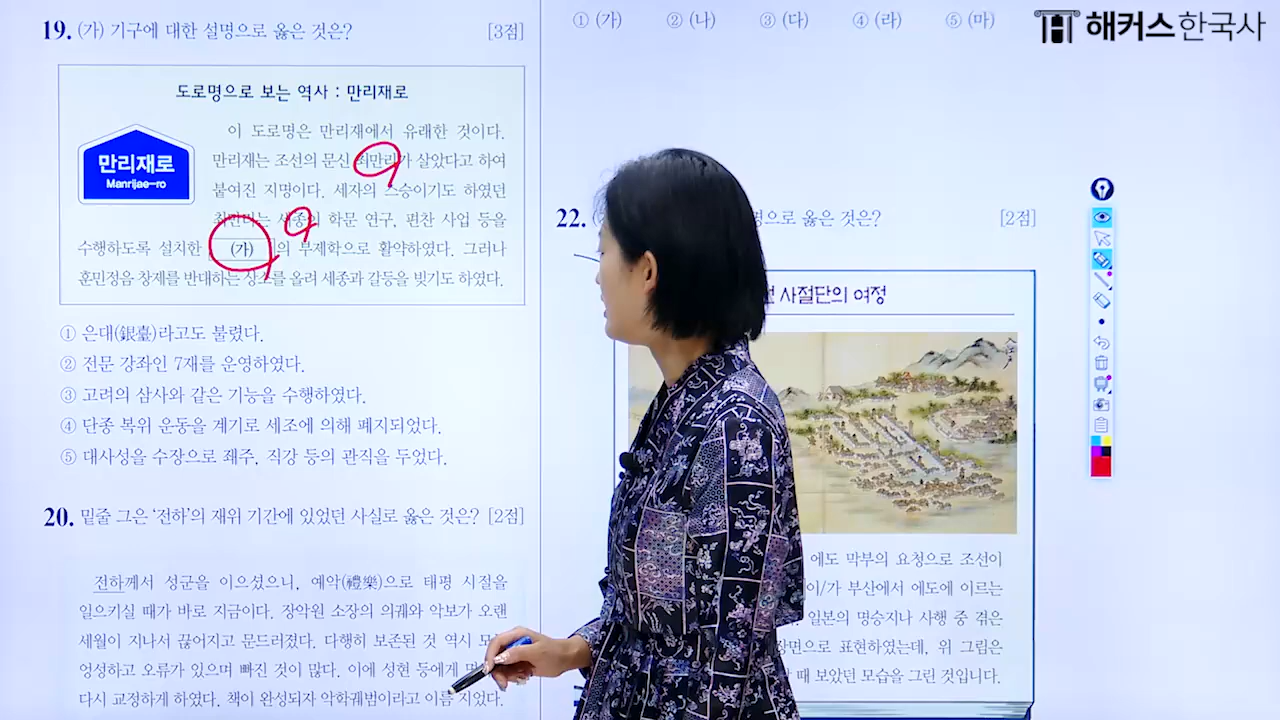 19. (가) 기구에 대한 설명으로 옳은 것은? [3점]
도로명으로 보는 역사 : 만리재로
만리재로
Manrijae-ro
이 도로명은 만리재에서 유래한 것이다.
만리재는 조선의 문신 최만리가 살았다고 하여
붙여진 지명이다. 세자의 스승이기도 하였던
최만리는 세종의 학문 연구, 편찬 사업 등을
수행하도록 설치한 (가) 의 부제학으로 활약하였다. 그러나
훈민정음 창제를 반대하는 상소를 올려 세종과 갈등을 빚기도 하였다.
① 은대(銀臺)라고도 불렸다.
② 전문 강좌인 7재를 운영하였다.
③ 고려의 삼사와 같은 기능을 수행하였다.
④ 단종 복위 운동을 계기로 세조에 의해 폐지되었다.
⑤ 대사성을 수장으로 좨주, 직강 등의 관직을 두었다.
20. 밑줄 그은 '전하'의 재위 기간에 있었던 사실로 옳은 것은? [2점]
전하께서 성군을 이으셨으니, 예악(禮樂)으로 태평 시절을
일으키실 때가 바로 지금이다. 장악원 소장의 의궤와 악보가 오랜
세월이 지나서 끊어지고 문드러졌다. 다행히 보존된 것 역시 모
엉성하고 오류가 있으며 빠진 것이 많다. 이에 성현 등에게
다시 교정하게 하였다. 책이 완성되자 악학궤범이라고 이름 지었다.
① (가) ② (나) ③ (다) ④ (라) ⑤ (마)
해커스한국사
22. 명으로 옳은 것은? [2점]
사절단의 여정
에도 막부의 요청으로 조선이
이/가 부산에서 에도에 이르는
일본의 명승지나 사행 중 겪은
장면으로 표현하였는데, 위 그림은
때 보았던 모습을 그린 것입니다.